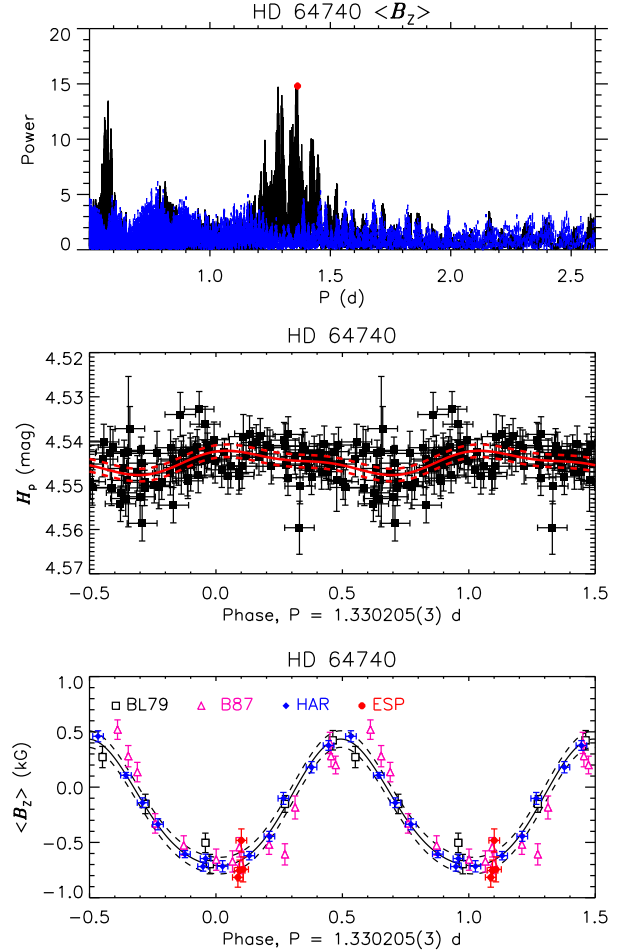 HD 64740 <B_Z>
20
15
10
5
0
Power
1.0 1.5 2.0 2.5
P (d)
HD 64740
4.52
4.53
4.54
4.55
4.56
4.57
H_p (mag)
-0.5 0.0 0.5 1.0 1.5
Phase, P = 1.330205(3) d
HD 64740
BL79 B87 HAR ESP
1.0
0.5
0.0
-0.5
-1.0
<B_Z> (kG)
-0.5 0.0 0.5 1.0 1.5
Phase, P = 1.330205(3) d